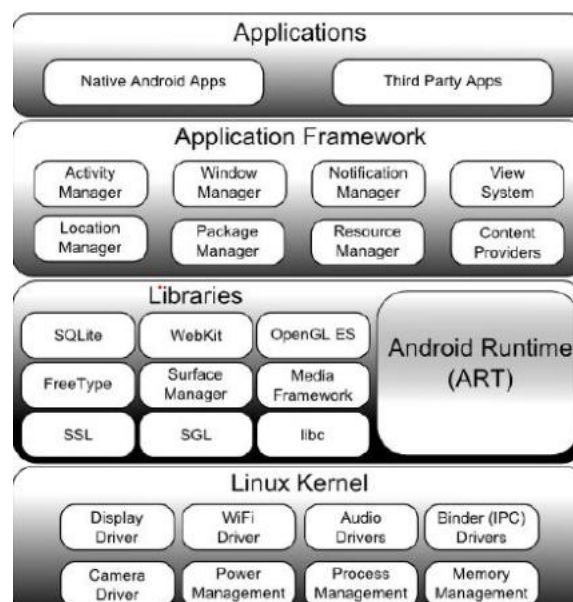 Applications
Native Android Apps
Third Party Apps
Application Framework
Activity
Manager
Window
Manager
Notification
Manager
View
System
Location
Manager
Package
Manager
Resource
Manager
Content
Providers
Libraries
SQLite
WebKit
OpenGL ES
FreeType
Surface
Manager
Media
Framework
SSL
SGL
libc
Android Runtime
(ART)
Linux Kernel
Display
Driver
WiFi
Driver
Audio
Drivers
Binder (IPC)
Drivers
Camera
Driver
Power
Management
Process
Management
Memory
Management